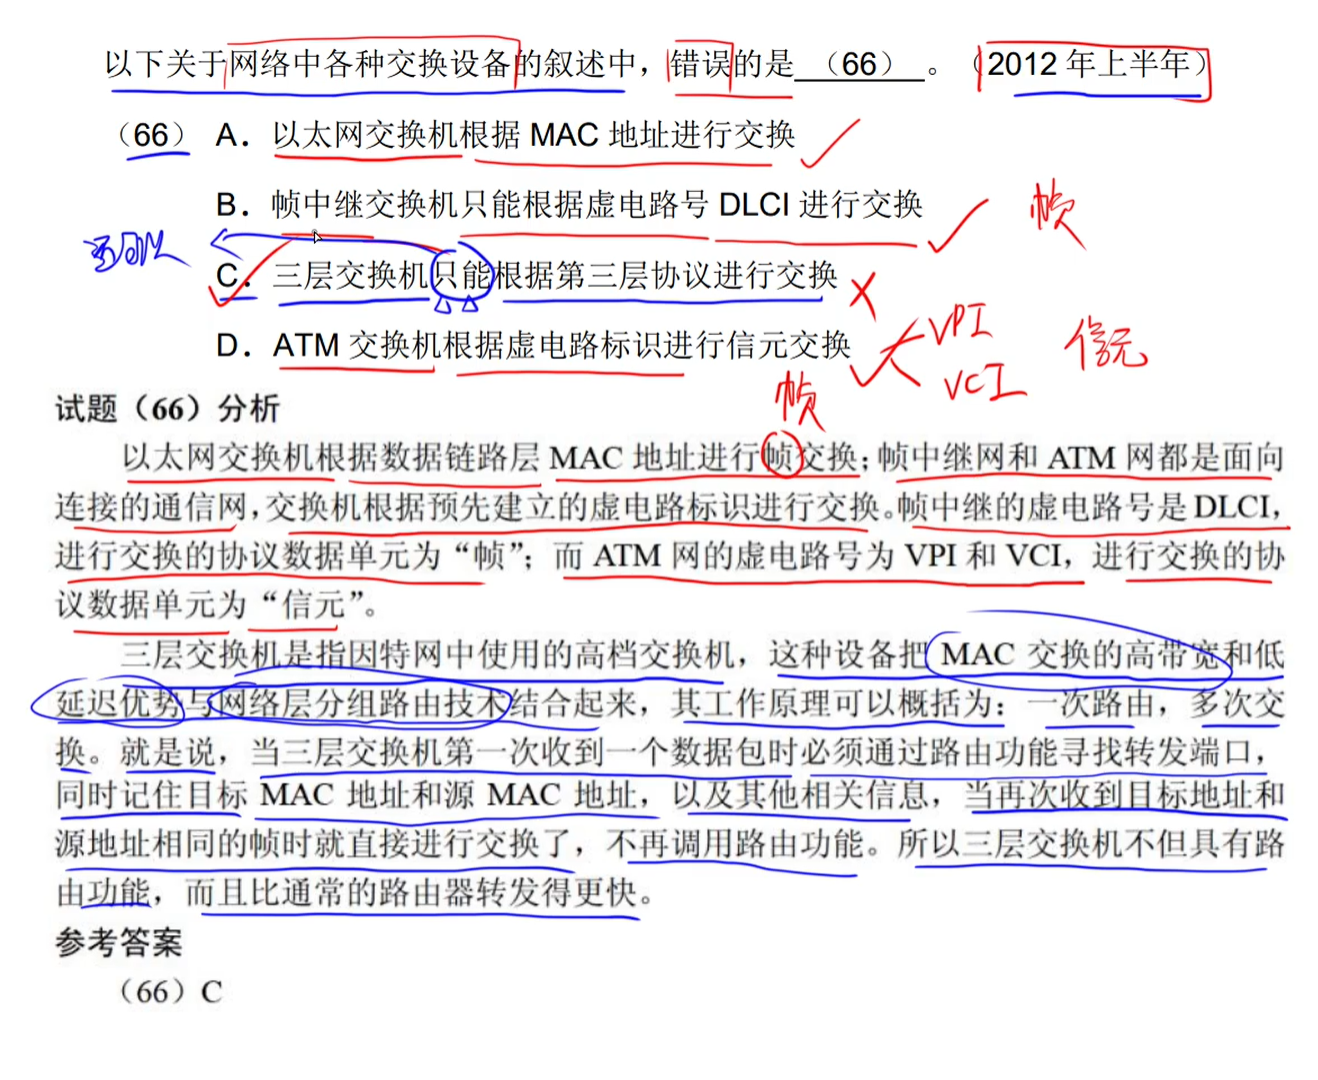 以下关于网络中各种交换设备的叙述中，错误的是 （66） 。（2012 年上半年）
（66） A．以太网交换机根据 MAC 地址进行交换
B．帧中继交换机只能根据虚电路号 DLCI 进行交换
帧
C．三层交换机只能根据第三层协议进行交换
D．ATM 交换机根据虚电路标识进行信元交换
VPI
VCI
信元
试题（66）分析
帧
以太网交换机根据数据链路层 MAC 地址进行帧交换；帧中继网和 ATM 网都是面向
连接的通信网，交换机根据预先建立的虚电路标识进行交换。帧中继的虚电路号是 DLCI，
进行交换的协议数据单元为“帧”；而 ATM 网的虚电路号为 VPI 和 VCI，进行交换的协
议数据单元为“信元”。
三层交换机是指因特网中使用的高档交换机，这种设备把 MAC 交换的高带宽和低
延迟优势与网络层分组路由技术结合起来，其工作原理可以概括为：一次路由，多次交
换。就是说，当三层交换机第一次收到一个数据包时必须通过路由功能寻找转发端口，
同时记住目标 MAC 地址和源 MAC 地址，以及其他相关信息，当再次收到目标地址和
源地址相同的帧时就直接进行交换了，不再调用路由功能。所以三层交换机不但具有路
由功能，而且比通常的路由器转发得更快。
参考答案
（66）C